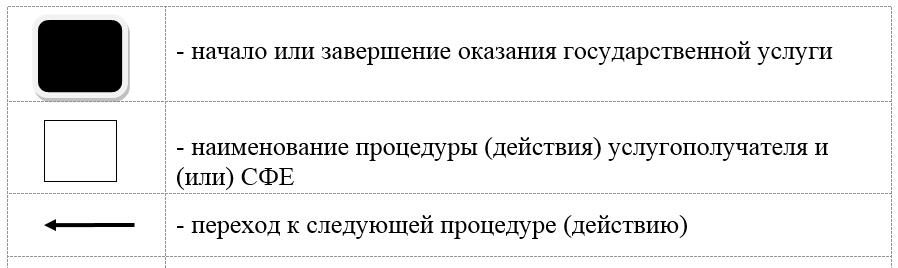 - начало или завершение оказания государственной услуги
- наименование процедуры (действия) услугополучателя и
(или) СФЕ
- переход к следующей процедуре (действию)